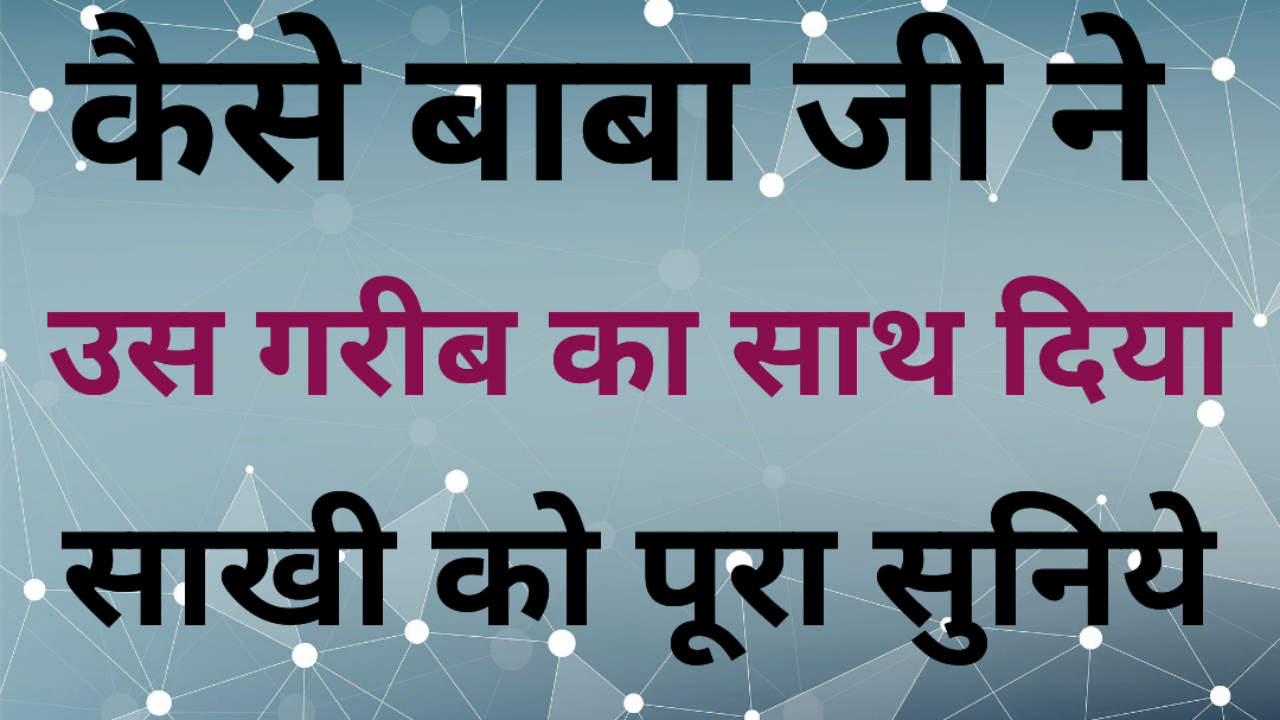 कैसे बाबा जी ने
उस गरीब का साथ दिया
साखी को पूरा सुनिये